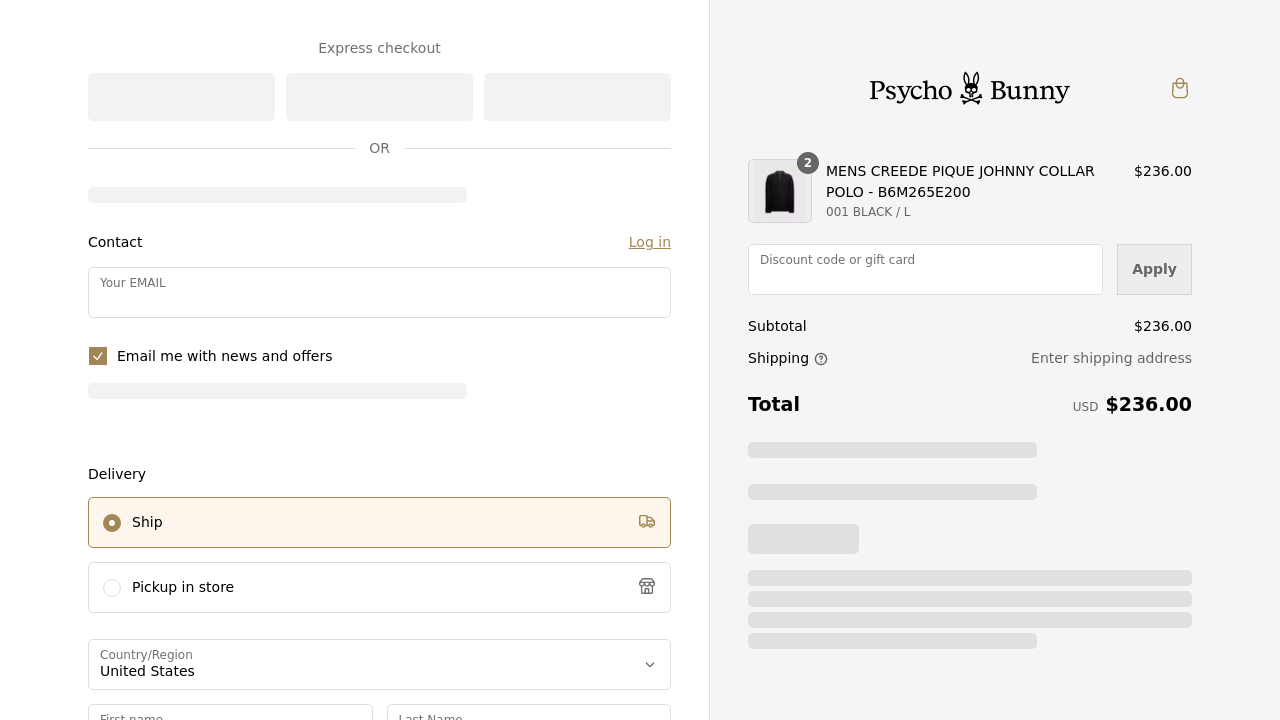 Express checkout
OR
Contact
Log in
Your EMAIL
Email me with news and offers
Delivery
Ship
Pickup in store
Country/Region
United States
First name
Last Name
Psycho Bunny
2
MENS CREEDE PIQUE JOHNNY COLLAR
POLO - B6M265E200
001 BLACK / L
$236.00
Discount code or gift card
Apply
Subtotal
$236.00
Shipping
Enter shipping address
Total
USD $236.00